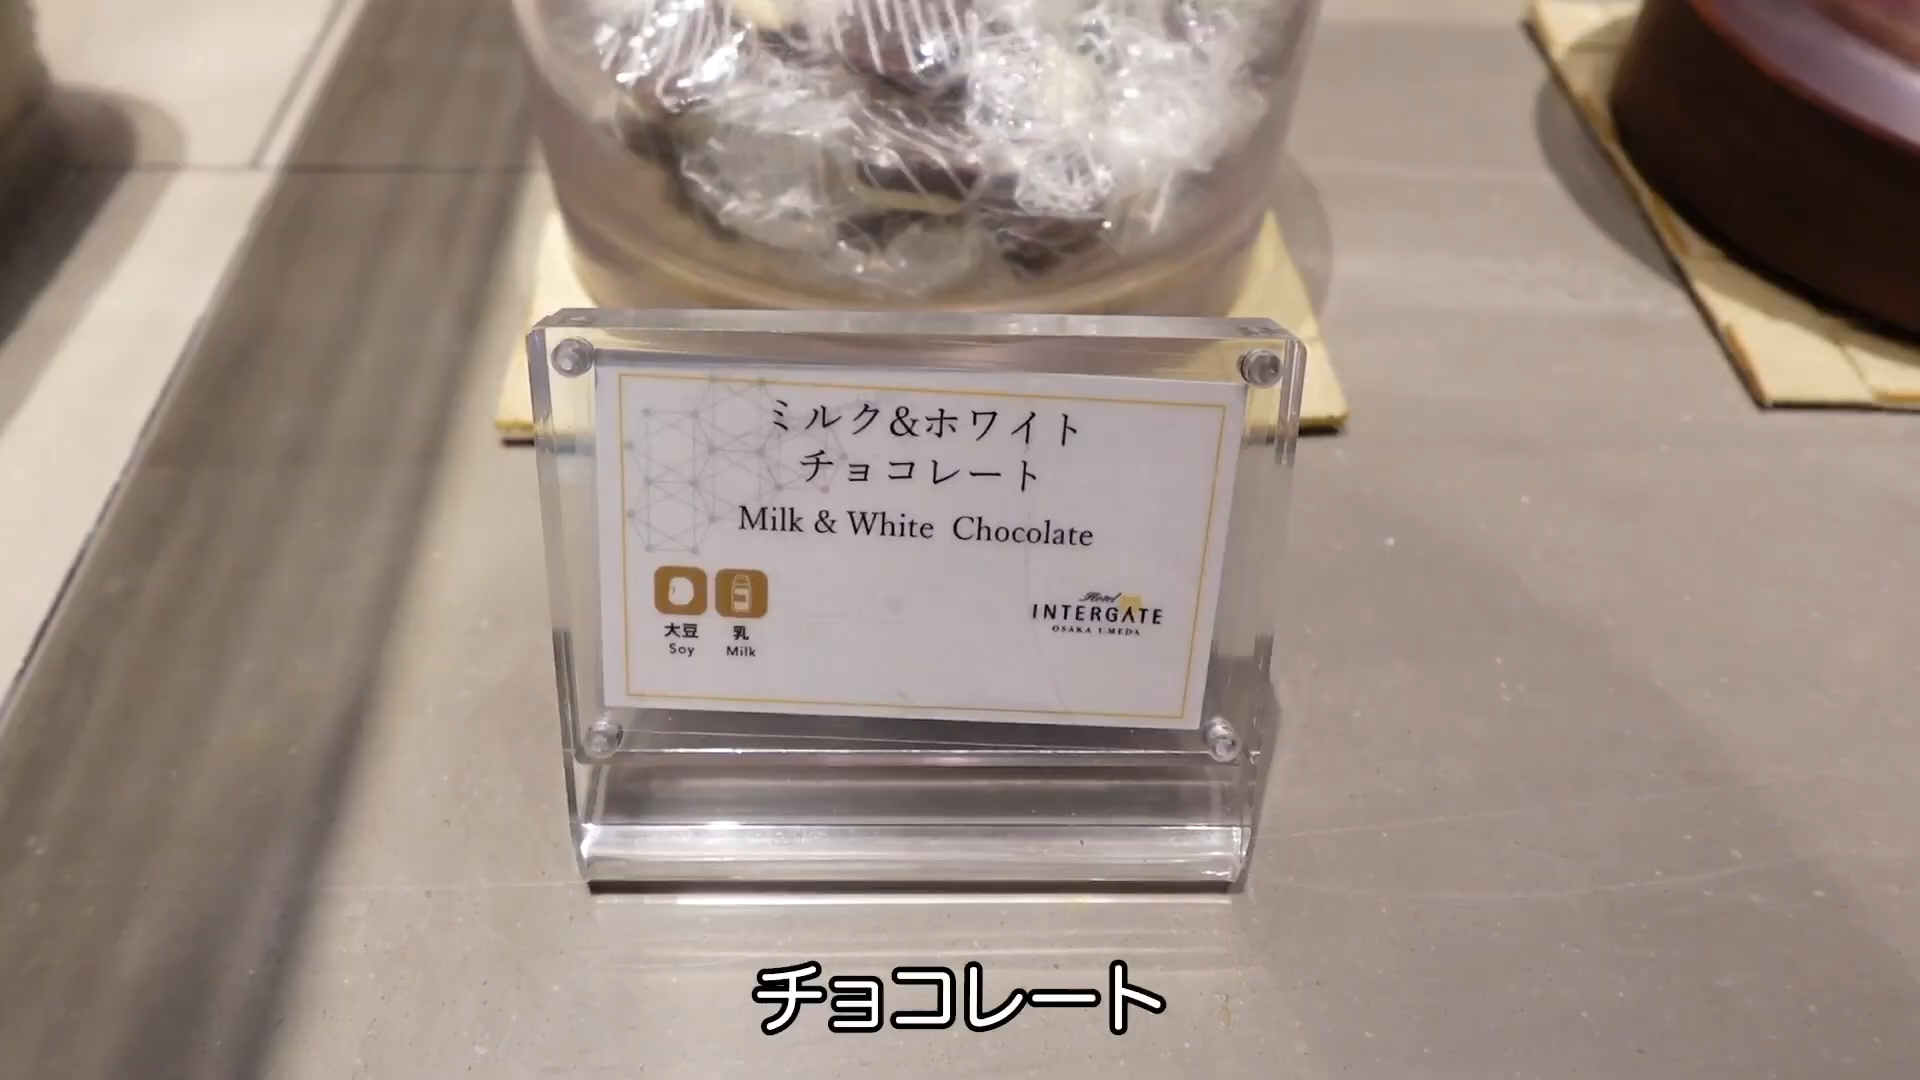 ミルク&ホワイト
チョコレート
Milk & White Chocolate
大豆 乳
Soy Milk
Hotel
INTERGATE
OSAKA UMEDA
チョコレート